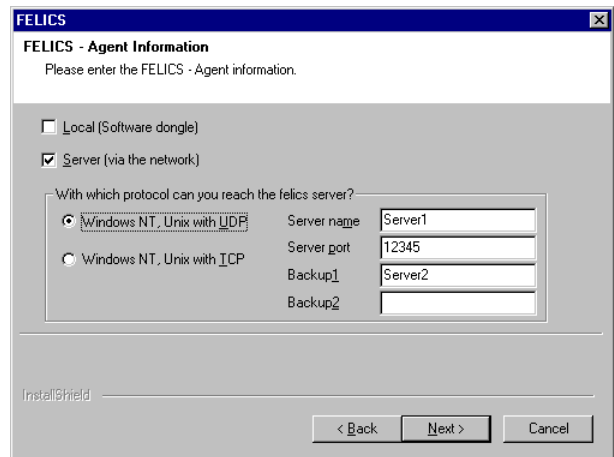 FELICS
FELICS - Agent Information
Please enter the FELICS - Agent information.
Local (Software dongle)
Server (via the network)
With which protocol can you reach the felics server?
Windows NT, Unix with UDP
Server name
Server1
Server port
12345
Windows NT, Unix with TCP
Backup1
Server2
Backup2
InstallShield
< Back
Next >
Cancel